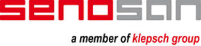 senosan
a member of klepsch group